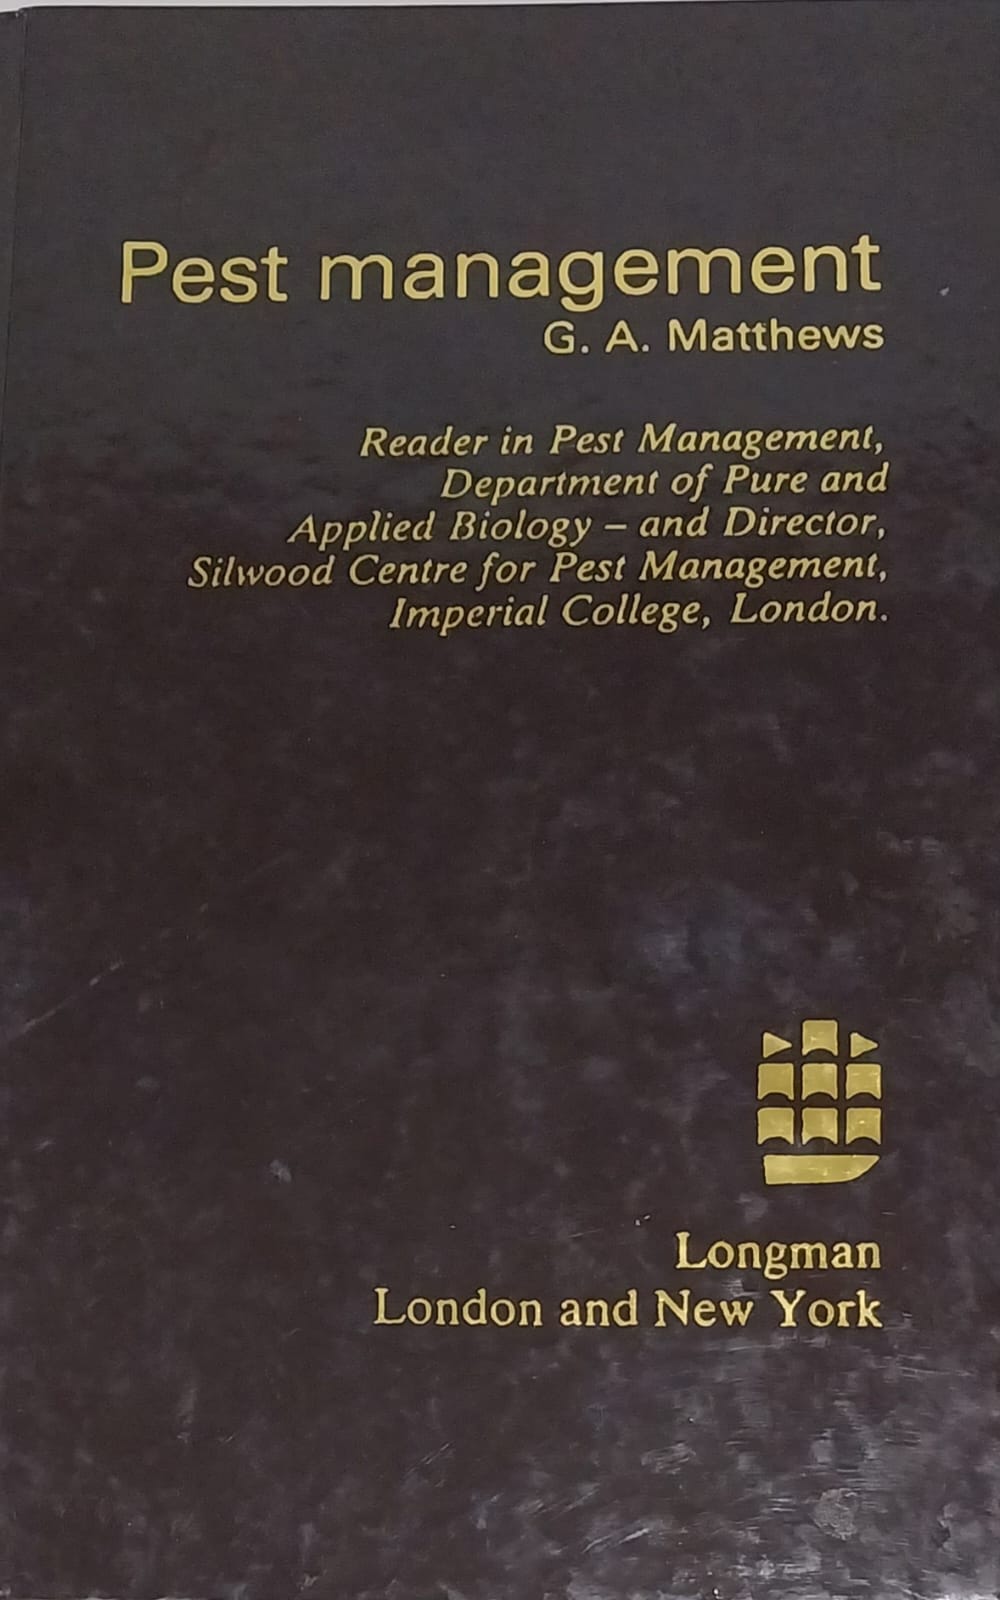 Pest management
G. A. Matthews
Reader in Pest Management,
Department of Pure and
Applied Biology – and Director,
Silwood Centre for Pest Management,
Imperial College, London.
Longman
London and New York